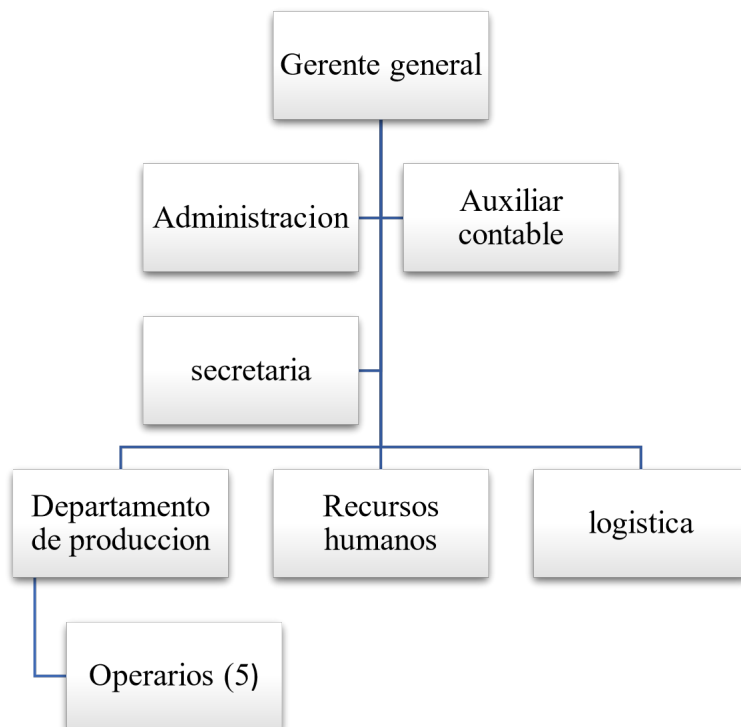 Gerente general
Administracion
Auxiliar
contable
secretaria
Departamento
de produccion
Recursos
humanos
logistica
Operarios (5)